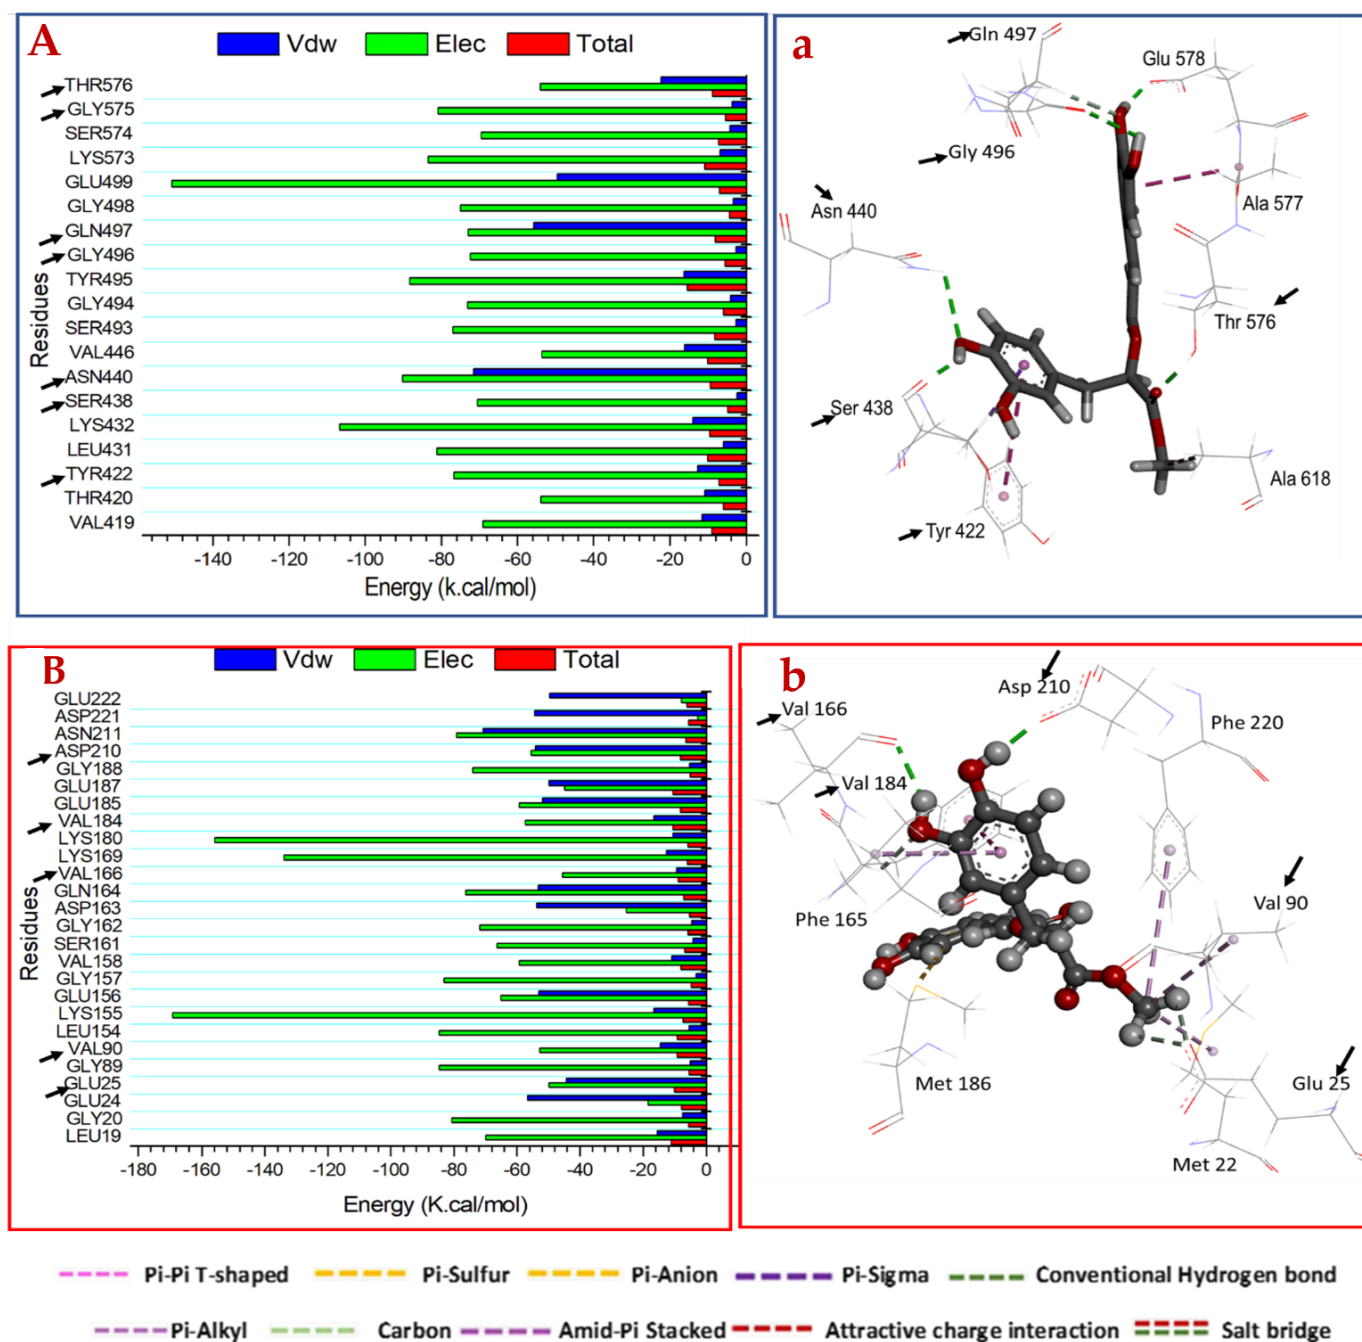 A
Vdw Elec Total
THR576
GLY575
SER574
LYS573
GLU499
GLY498
GLN497
GLY496
TYR495
GLY494
SER493
VAL446
ASN440
SER438
LYS432
LEU431
TYR422
THR420
VAL419
Residues
-140 -120 -100 -80 -60 -40 -20 0
Energy (k.cal/mol)
a
Gln 497
Glu 578
Gly 496
Asn 440
Ala 577
Thr 576
Ser 438
Ala 618
Tyr 422
B
Vdw Elec Total
GLU222
ASP221
ASN211
ASP210
GLY188
GLU187
GLU185
VAL184
LYS180
LYS169
VAL166
GLN164
ASP163
GLY162
SER161
VAL158
GLY157
GLU156
LYS155
LEU154
VAL90
GLY89
GLU25
GLU24
GLY20
LEU19
Residues
-180 -160 -140 -120 -100 -80 -60 -40 -20 0
Energy (K.cal/mol)
b
Asp 210
Val 166
Phe 220
Val 184
Val 90
Phe 165
Met 186
Glu 25
Met 22
Pi-Pi T-shaped Pi-Sulfur Pi-Anion Pi-Sigma Conventional Hydrogen bond
Pi-Alkyl Carbon Amid-Pi Stacked Attractive charge interaction Salt bridge